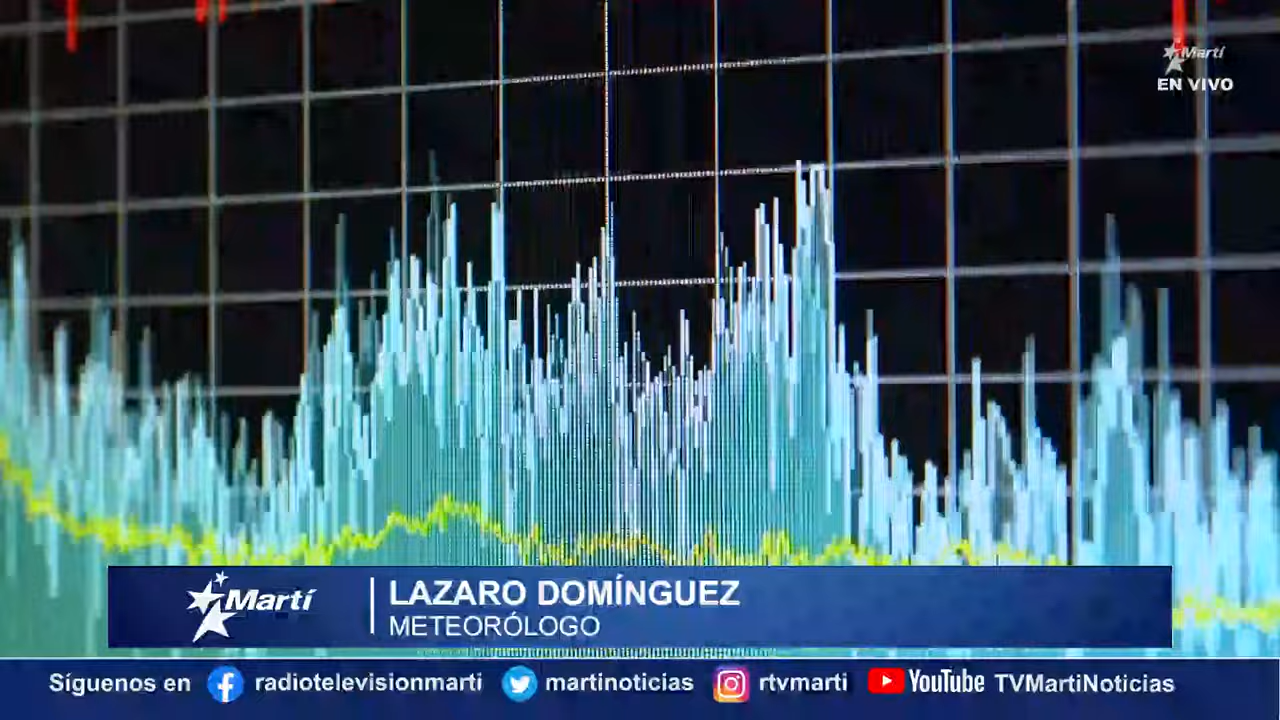 Martí
EN VIVO
Martí
LAZARO DOMÍNGUEZ
METEORÓLOGO
Síguenos en radiotelevisionmarti martinoticias rtvmarti YouTube TVMartiNoticias